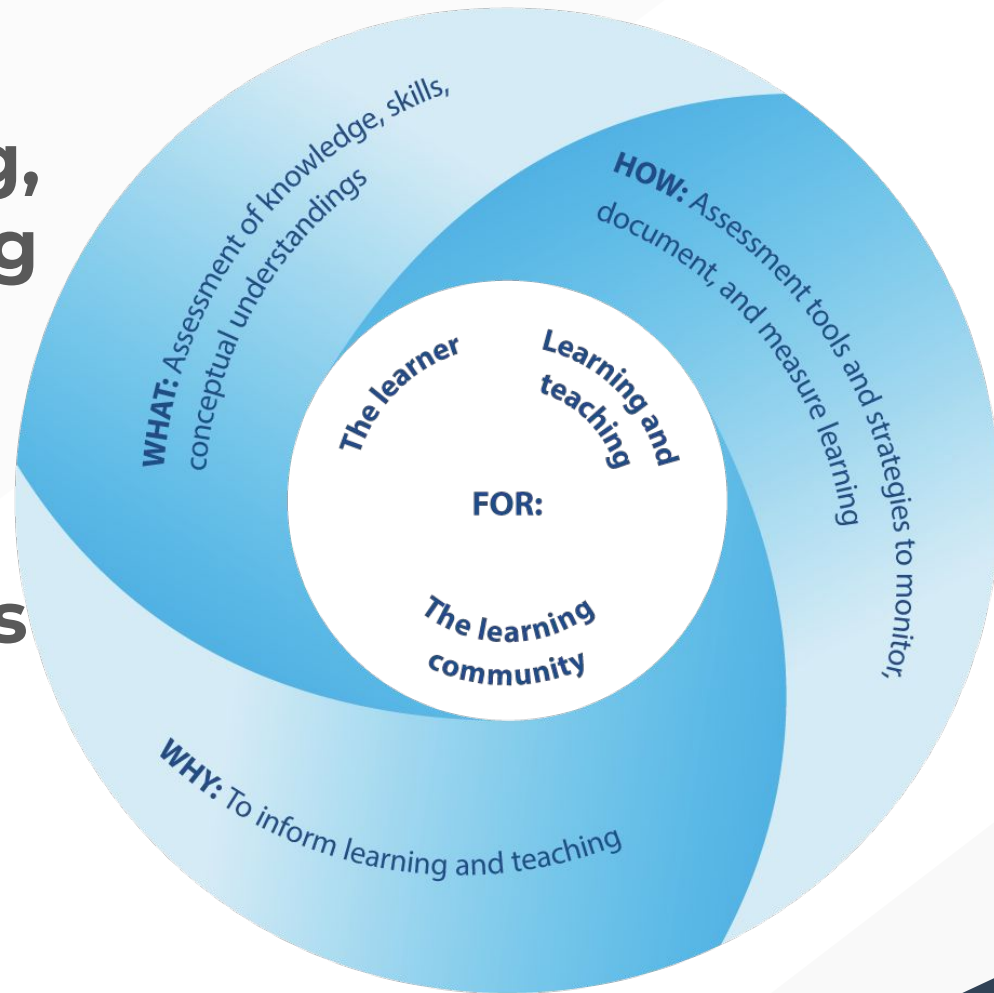 g,
g
s
WHAT: Assessment of knowledge, skills,
conceptual understandings
HOW: Assessment tools and strategies to monitor,
document, and measure learning
The learner
Learning and
teaching
FOR:
The learning
community
WHY: To inform learning and teaching